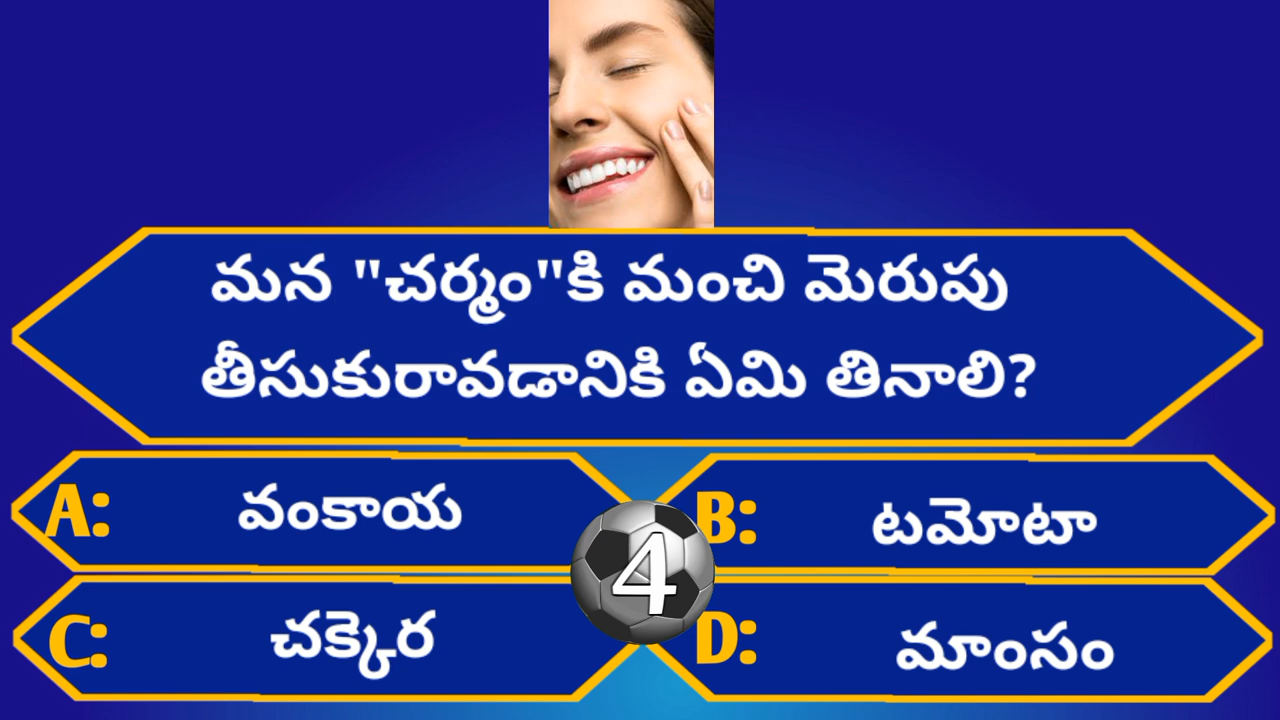 మన "చర్మం"కి మంచి మెరుపు
తీసుకురావడానికి ఏమి తినాలి?
A: వంకాయ
B: టమోటా
4
C: చక్కెర
D: మాంసం